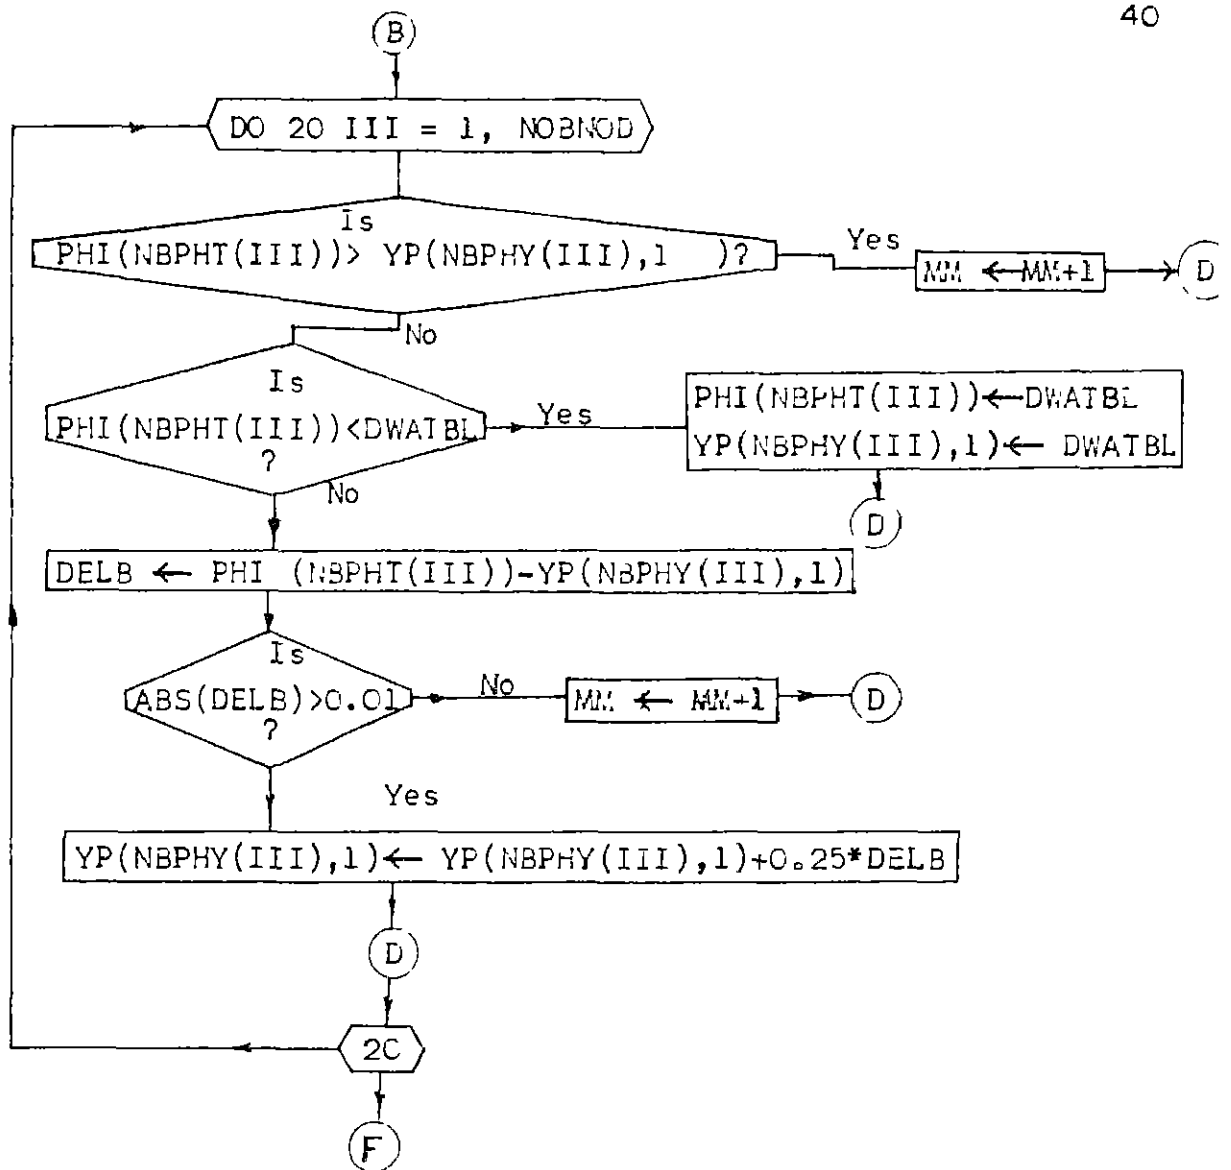 40
B
DO 20 III = 1, NOBNOD
Is
PHI(NBPHT(III))> YP(NBPHY(III),1 )?
Yes
MM ←MM+1
D
No
Is
PHI(NBPHT(III))<DWATBL
?
Yes
PHI(NBPHT(III))←DWATBL
YP(NBPHY(III),1)← DWATBL
D
No
DELB ← PHI (NBPHT(III))-YP(NBPHY(III),1)
Is
ABS(DELB)>0.01
?
No
MM ← MM+1
D
Yes
YP(NBPHY(III),1)← YP(NBPHY(III),1)+0.25*DELB
D
2C
F